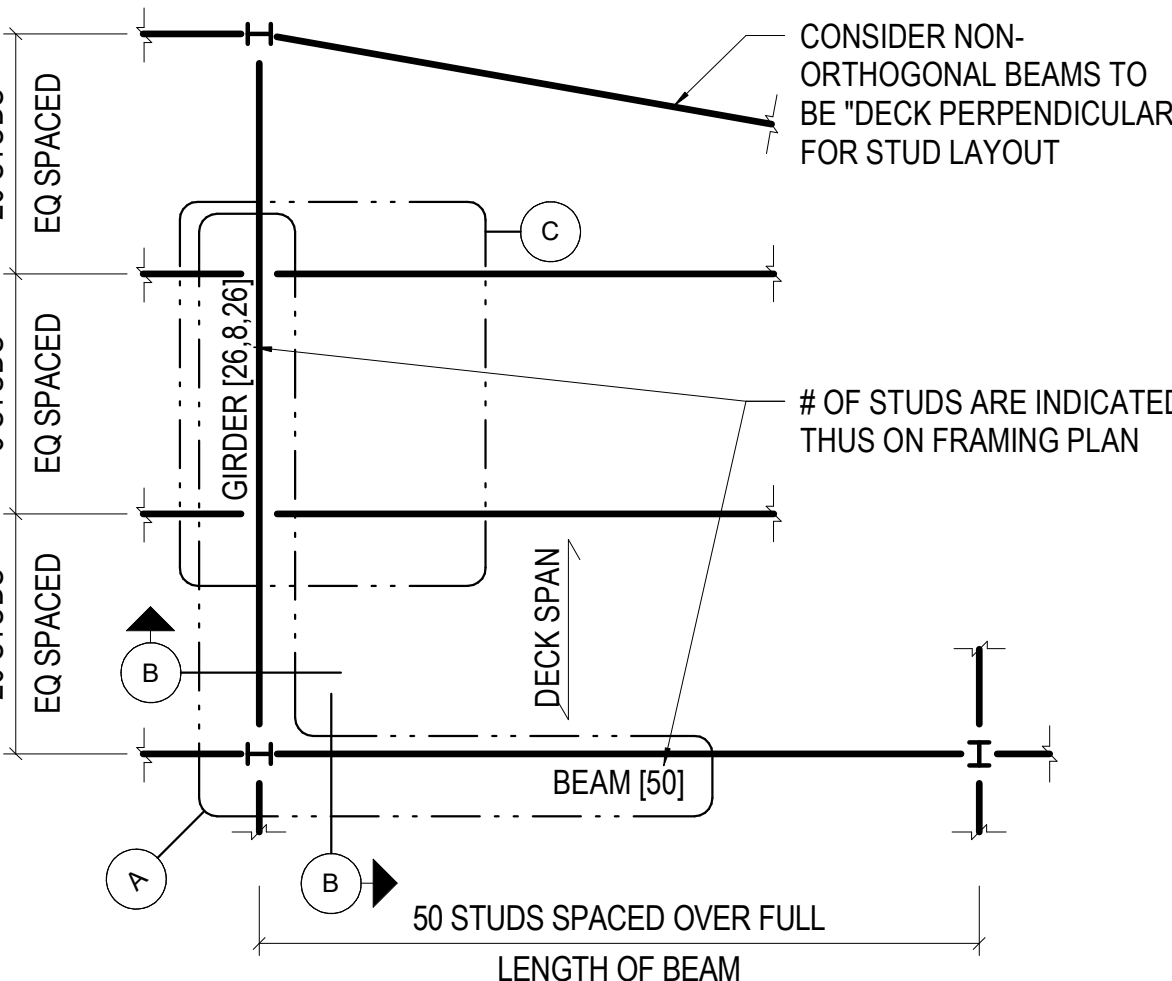 CONSIDER NON-
ORTHOGONAL BEAMS TO
BE "DECK PERPENDICULAR
FOR STUD LAYOUT
EQ SPACED
C
GIRDER [26,8,26]
EQ SPACED
# OF STUDS ARE INDICATED
THUS ON FRAMING PLAN
DECK SPAN
EQ SPACED
B
BEAM [50]
A
B
50 STUDS SPACED OVER FULL
LENGTH OF BEAM